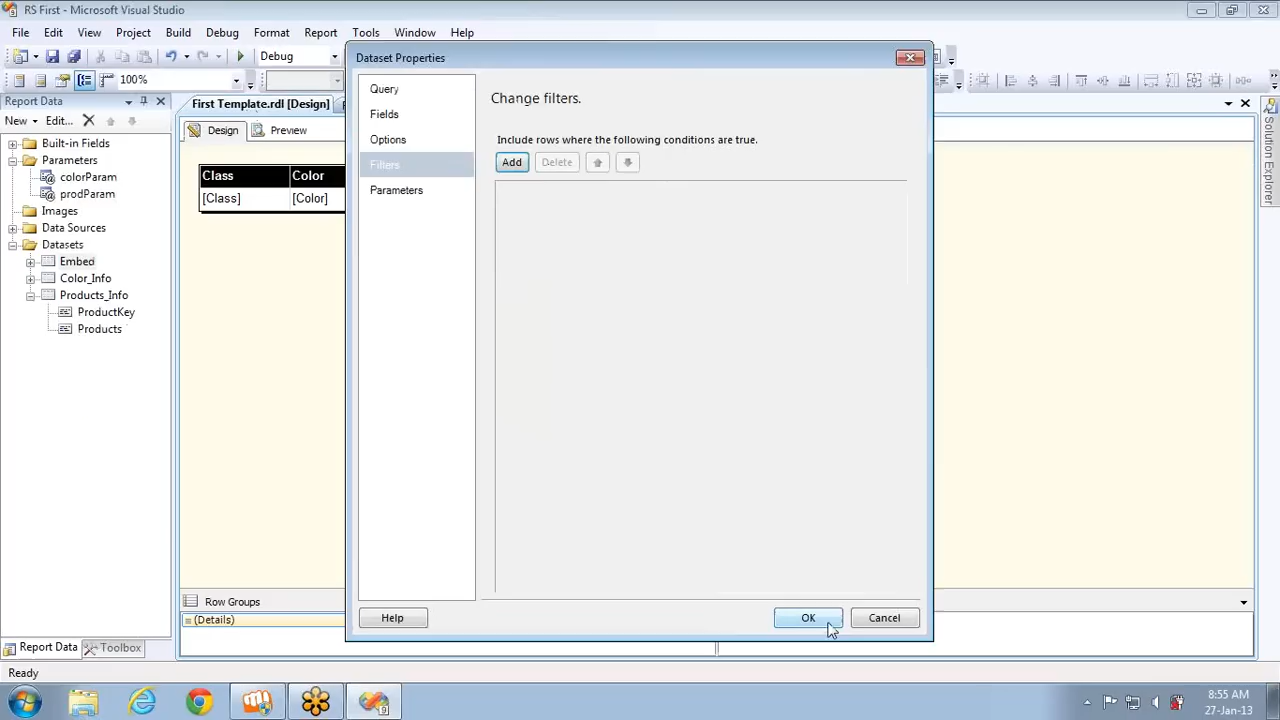 RS First - Microsoft Visual Studio
File Edit View Project Build Debug Format Report Tools Window Help
Debug
100%
Report Data
New Edit...
Built-in Fields
Parameters
colorParam
prodParam
Images
Data Sources
Datasets
Embed
Color_Info
Products_Info
ProductKey
Products
Report Data Toolbox
First Template.rdl [Design]
Design Preview
Class Color
[Class] [Color]
Row Groups
(Details)
Dataset Properties
Query
Fields
Options
Filters
Parameters
Change filters.
Include rows where the following conditions are true.
Add Delete
Help OK Cancel
Solution Explorer
Ready
8:55 AM
27-Jan-13